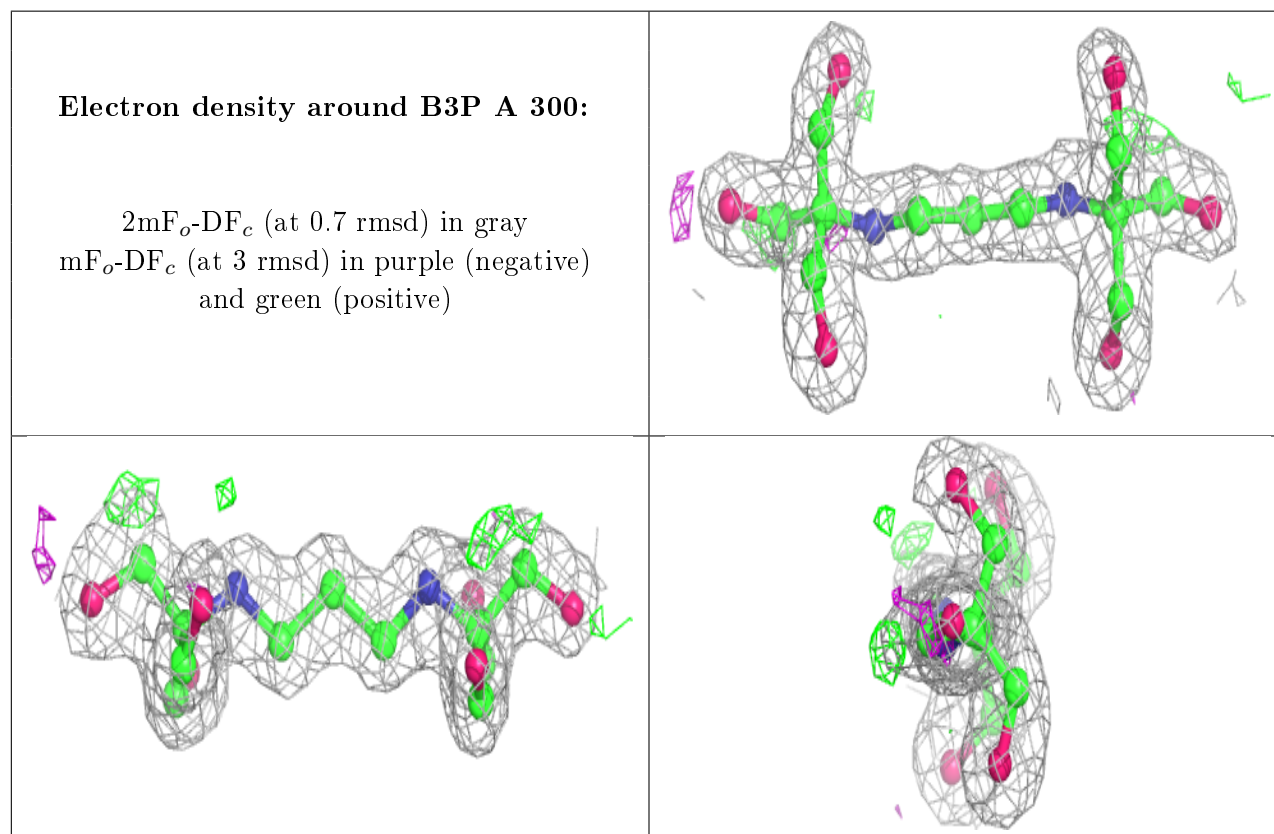 Electron density around B3P A 300:
2mFo-DFc (at 0.7 rmsd) in gray
mFo-DFc (at 3 rmsd) in purple (negative)
and green (positive)